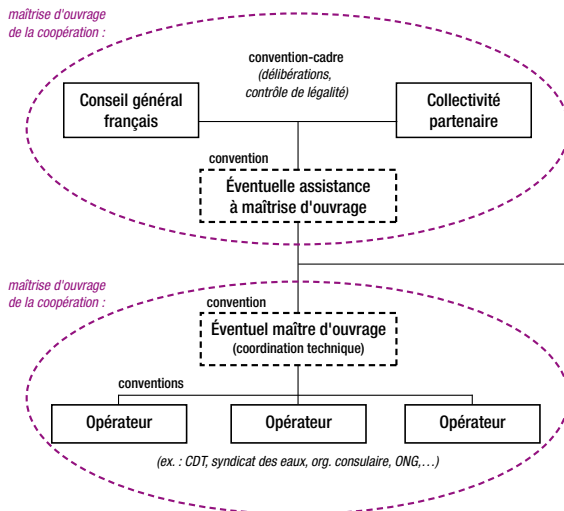 maîtrise d'ouvrage
de la coopération :
convention-cadre
(délibérations,
contrôle de légalité)
Conseil général
français
Collectivité
partenaire
convention
Éventuelle assistance
à maîtrise d'ouvrage
maîtrise d'ouvrage
de la coopération :
convention
Éventuel maître d'ouvrage
(coordination technique)
conventions
Opérateur
Opérateur
Opérateur
(ex. : CDT, syndicat des eaux, org. consulaire, ONG,…)